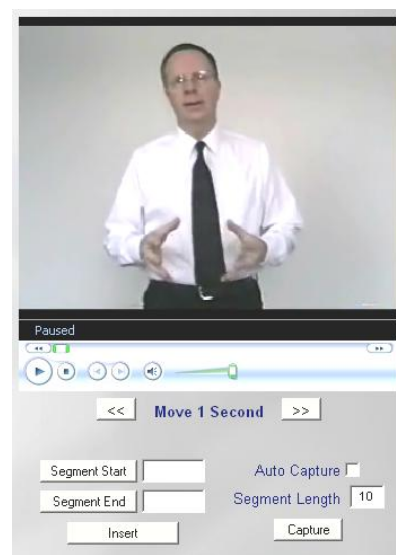 Paused
<< Move 1 Second >>
Segment Start Auto Capture
Segment End Segment Length 10
Insert Capture